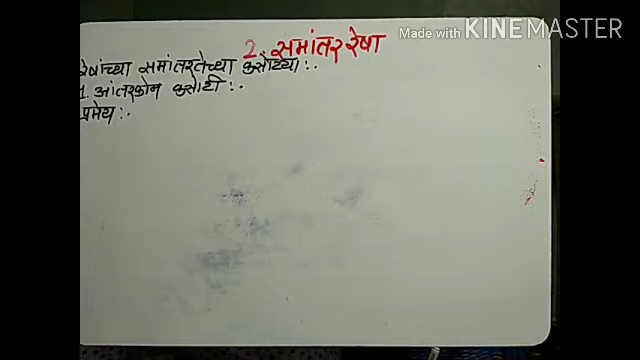 Made with KINEMASTER
2. समांतर रेषा
रेषांच्या समांतरतेच्या कसोट्या :.
1. आंतरकोन कसोटी :.
प्रमेय :.